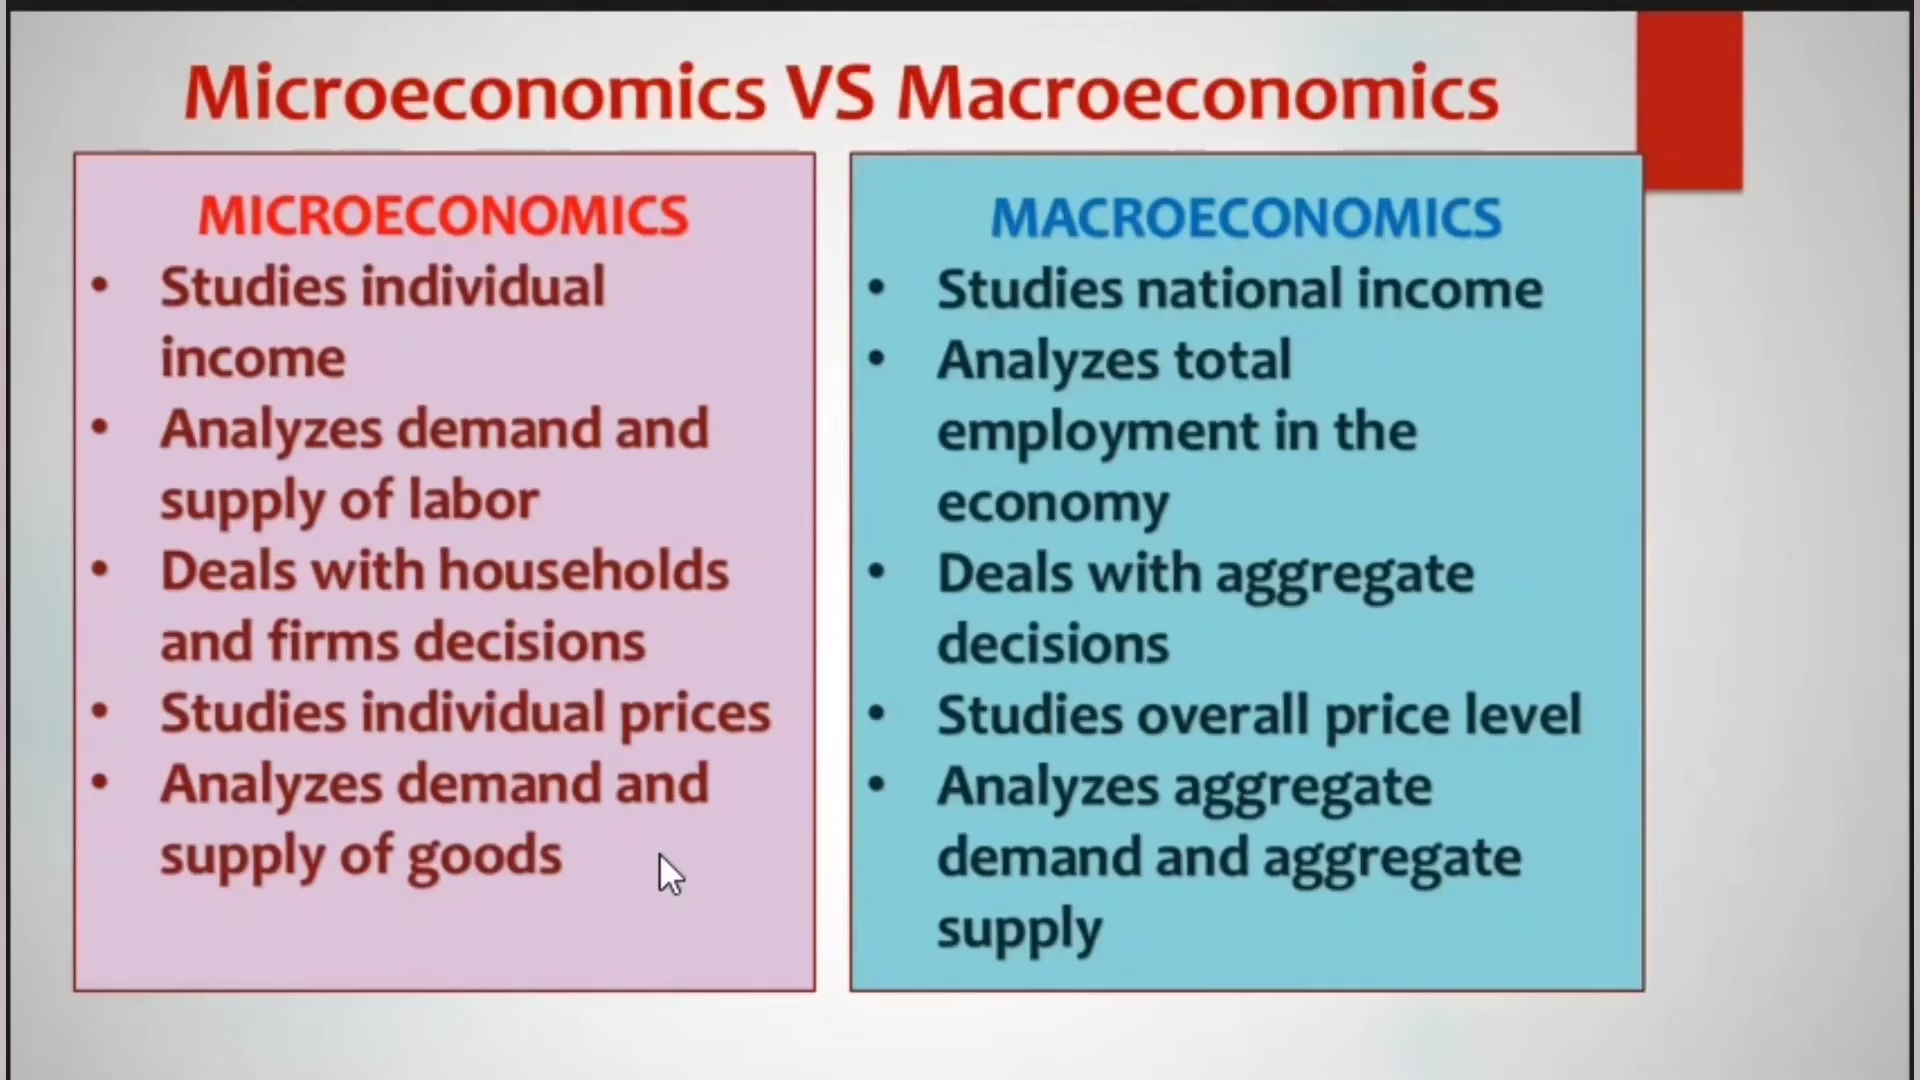 Microeconomics VS Macroeconomics
MICROECONOMICS
• Studies individual
income
• Analyzes demand and
supply of labor
• Deals with households
and firms decisions
• Studies individual prices
• Analyzes demand and
supply of goods
MACROECONOMICS
• Studies national income
• Analyzes total
employment in the
economy
• Deals with aggregate
decisions
• Studies overall price level
• Analyzes aggregate
demand and aggregate
supply